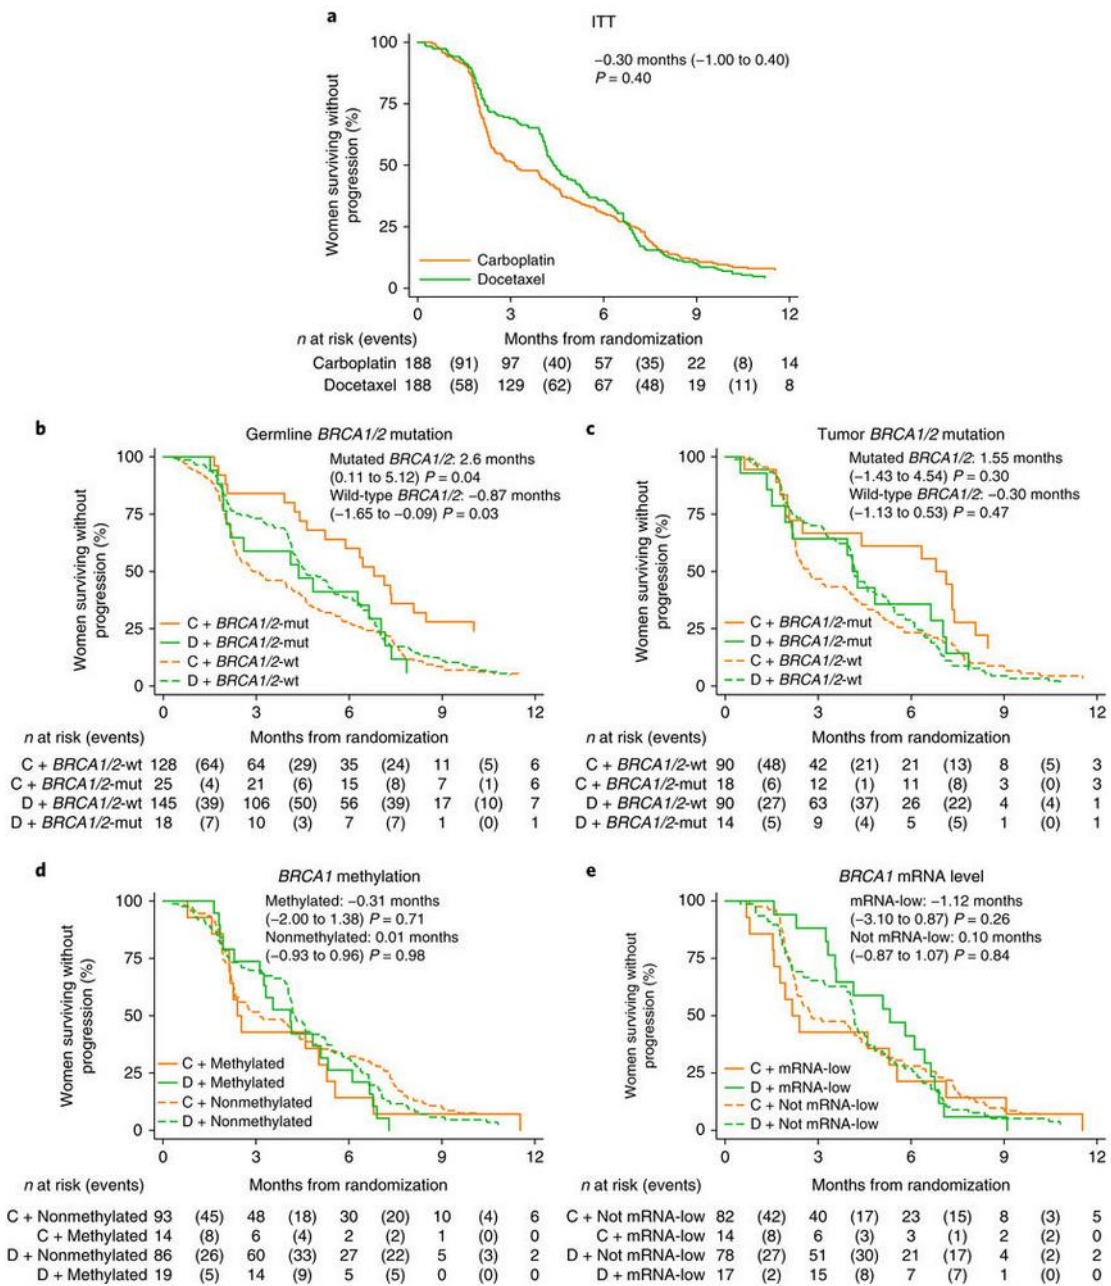 a
ITT
−0.30 months (−1.00 to 0.40)
P = 0.40
Women surviving without
progression (%)
100
75
50
25
0
Carboplatin
Docetaxel
0 3 6 9 12
n at risk (events) Months from randomization
Carboplatin 188 (91) 97 (40) 57 (35) 22 (8) 14
Docetaxel 188 (58) 129 (62) 67 (48) 19 (11) 8
b
Germline BRCA1/2 mutation
Mutated BRCA1/2: 2.6 months
(0.11 to 5.12) P = 0.04
Wild-type BRCA1/2: −0.87 months
(−1.65 to −0.09) P = 0.03
Women surviving without
progression (%)
100
75
50
25
0
C + BRCA1/2-mut
D + BRCA1/2-mut
C + BRCA1/2-wt
D + BRCA1/2-wt
0 3 6 9 12
n at risk (events) Months from randomization
C + BRCA1/2-wt 128 (64) 64 (29) 35 (24) 11 (5) 6
C + BRCA1/2-mut 25 (4) 21 (6) 15 (8) 7 (1) 6
D + BRCA1/2-wt 145 (39) 106 (50) 56 (39) 17 (10) 7
D + BRCA1/2-mut 18 (7) 10 (3) 7 (7) 1 (0) 1
c
Tumor BRCA1/2 mutation
Mutated BRCA1/2: 1.55 months
(−1.43 to 4.54) P = 0.30
Wild-type BRCA1/2: −0.30 months
(−1.13 to 0.53) P = 0.47
Women surviving without
progression (%)
100
75
50
25
0
C + BRCA1/2-mut
D + BRCA1/2-mut
C + BRCA1/2-wt
D + BRCA1/2-wt
0 3 6 9 12
n at risk (events) Months from randomization
C + BRCA1/2-wt 90 (48) 42 (21) 21 (13) 8 (5) 3
C + BRCA1/2-mut 18 (6) 12 (1) 11 (8) 3 (0) 3
D + BRCA1/2-wt 90 (27) 63 (37) 26 (22) 4 (4) 1
D + BRCA1/2-mut 14 (5) 9 (4) 5 (5) 1 (0) 1
d
BRCA1 methylation
Methylated: −0.31 months
(−2.00 to 1.38) P = 0.71
Nonmethylated: 0.01 months
(−0.93 to 0.96) P = 0.98
Women surviving without
progression (%)
100
75
50
25
0
C + Methylated
D + Methylated
C + Nonmethylated
D + Nonmethylated
0 3 6 9 12
n at risk (events) Months from randomization
C + Nonmethylated 93 (45) 48 (18) 30 (20) 10 (4) 6
C + Methylated 14 (8) 6 (4) 2 (2) 1 (0) 0
D + Nonmethylated 86 (26) 60 (33) 27 (22) 5 (3) 2
D + Methylated 19 (5) 14 (9) 5 (5) 0 (0) 0
e
BRCA1 mRNA level
mRNA-low: −1.12 months
(−3.10 to 0.87) P = 0.26
Not mRNA-low: 0.10 months
(−0.87 to 1.07) P = 0.84
Women surviving without
progression (%)
100
75
50
25
0
C + mRNA-low
D + mRNA-low
C + Not mRNA-low
D + Not mRNA-low
0 3 6 9 12
n at risk (events) Months from randomization
C + Not mRNA-low 82 (42) 40 (17) 23 (15) 8 (3) 5
C + mRNA-low 14 (8) 6 (3) 3 (1) 2 (2) 0
D + Not mRNA-low 78 (27) 51 (30) 21 (17) 4 (2) 2
D + mRNA-low 17 (2) 15 (8) 7 (7) 1 (0) 0